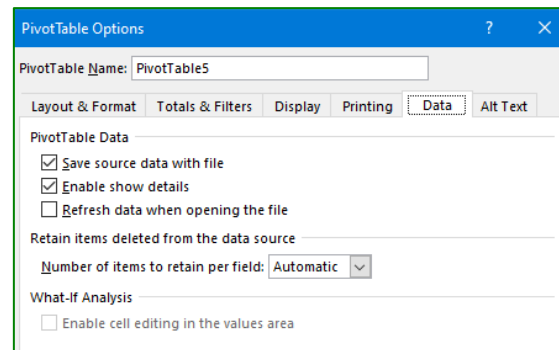 PivotTable Options ? ×
PivotTable Name: PivotTable5
Layout & Format Totals & Filters Display Printing Data Alt Text
PivotTable Data
Save source data with file
Enable show details
Refresh data when opening the file
Retain items deleted from the data source
Number of items to retain per field: Automatic
What-If Analysis
Enable cell editing in the values area